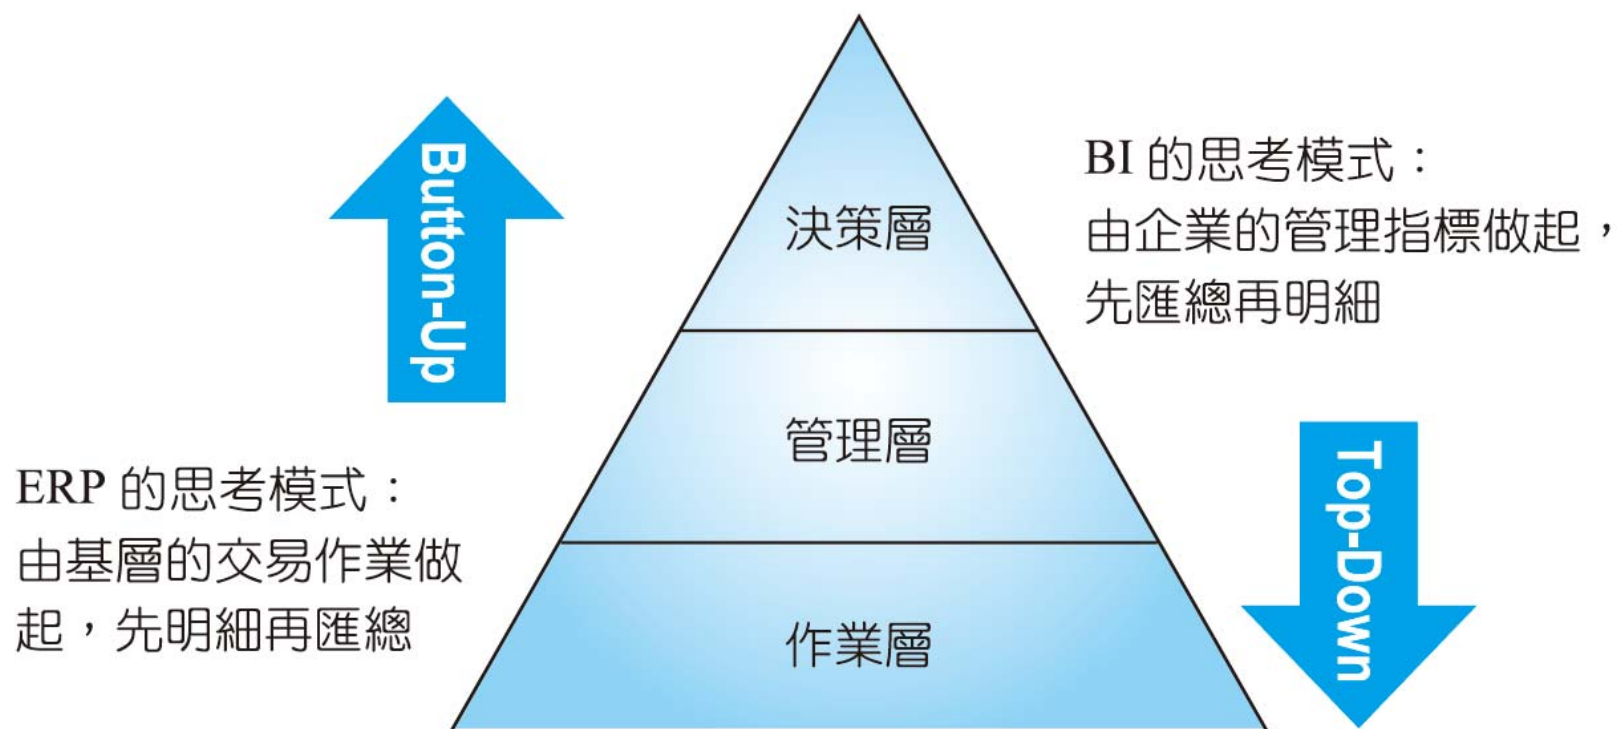 Button-Up
ERP 的思考模式：
由基層的交易作業做
起，先明細再匯總
決策層
管理層
作業層
BI 的思考模式：
由企業的管理指標做起，
先匯總再明細
Top-Down